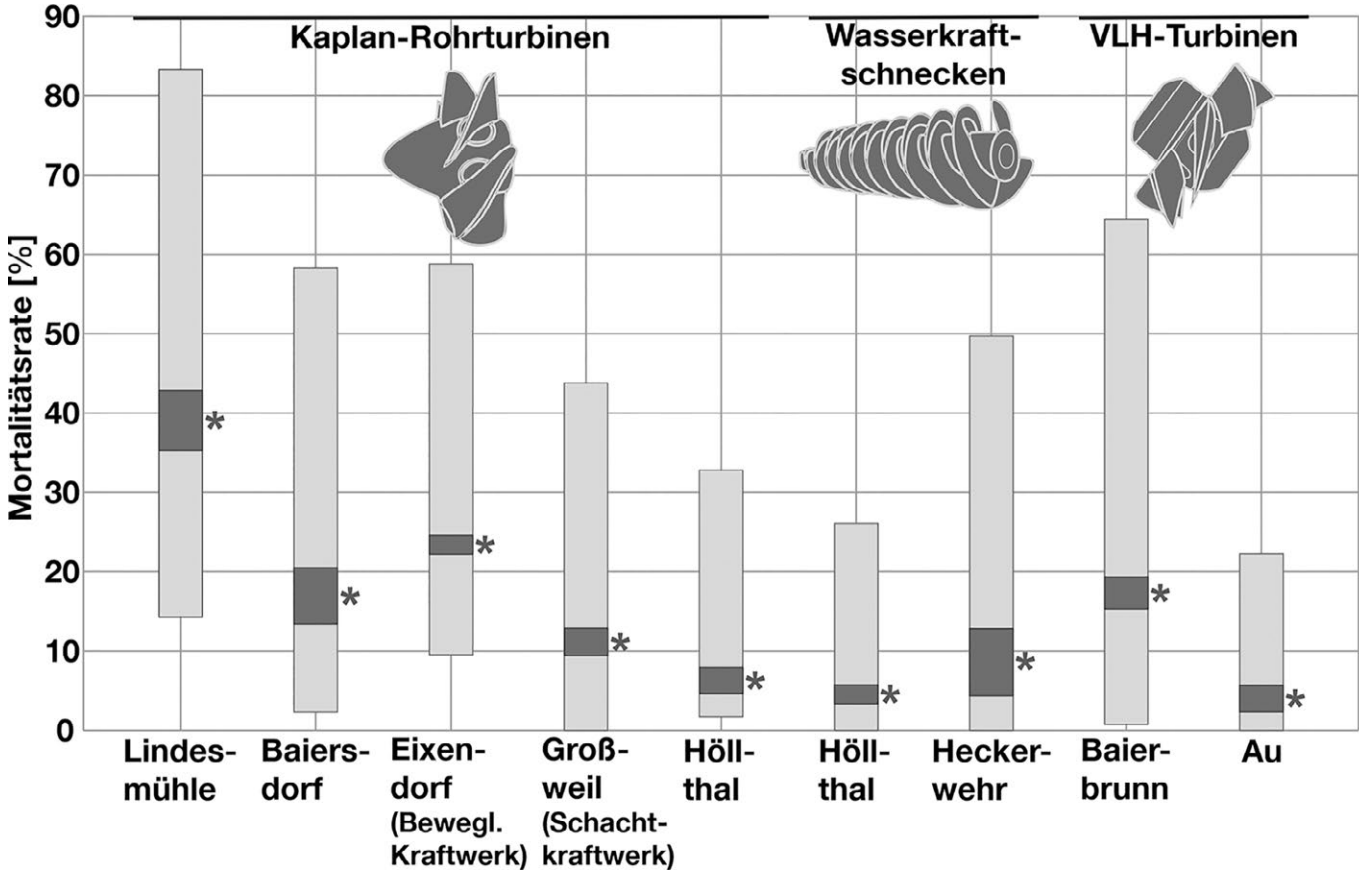 Kaplan-Rohrturbinen
Wasserkraft-
schnecken
VLH-Turbinen
Mortalitätsrate [%]
90
80
70
60
50
40
30
20
10
0
*
*
*
*
*
*
*
*
*
Lindes-
mühle
Baiers-
dorf
Eixen-
dorf
(Bewegl.
Kraftwerk)
Groß-
weil
(Schacht-
kraftwerk)
Höll-
thal
Höll-
thal
Hecker-
wehr
Baier-
brunn
Au